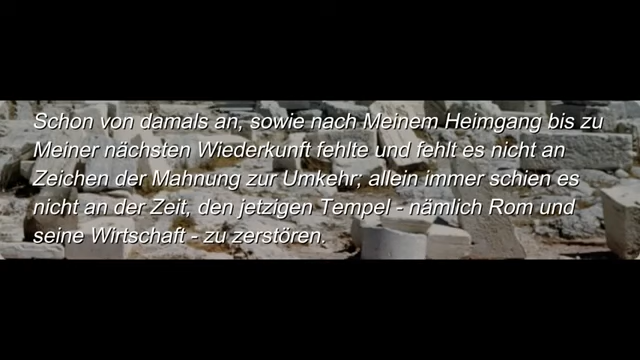 Schon von damals an, sowie nach Meinem Heimgang bis zu
Meiner nächsten Wiederkunft fehlte und fehlt es nicht an
Zeichen der Mahnung zur Umkehr; allein immer schien es
nicht an der Zeit, den jetzigen Tempel - nämlich Rom und
seine Wirtschaft - zu zerstören.